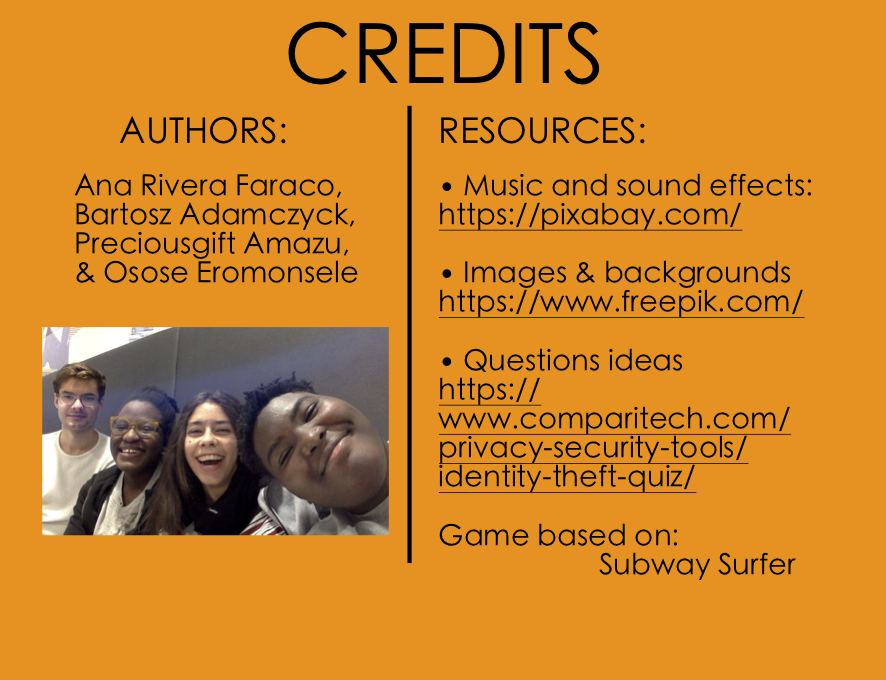 CREDITS
AUTHORS:
Ana Rivera Faraco,
Bartosz Adamczyck,
Preciousgift Amazu,
& Osose Eromonsele
RESOURCES:
• Music and sound effects:
https://pixabay.com/
• Images & backgrounds
https://www.freepik.com/
• Questions ideas
https://
www.comparitech.com/
privacy-security-tools/
identity-theft-quiz/
Game based on:
Subway Surfer